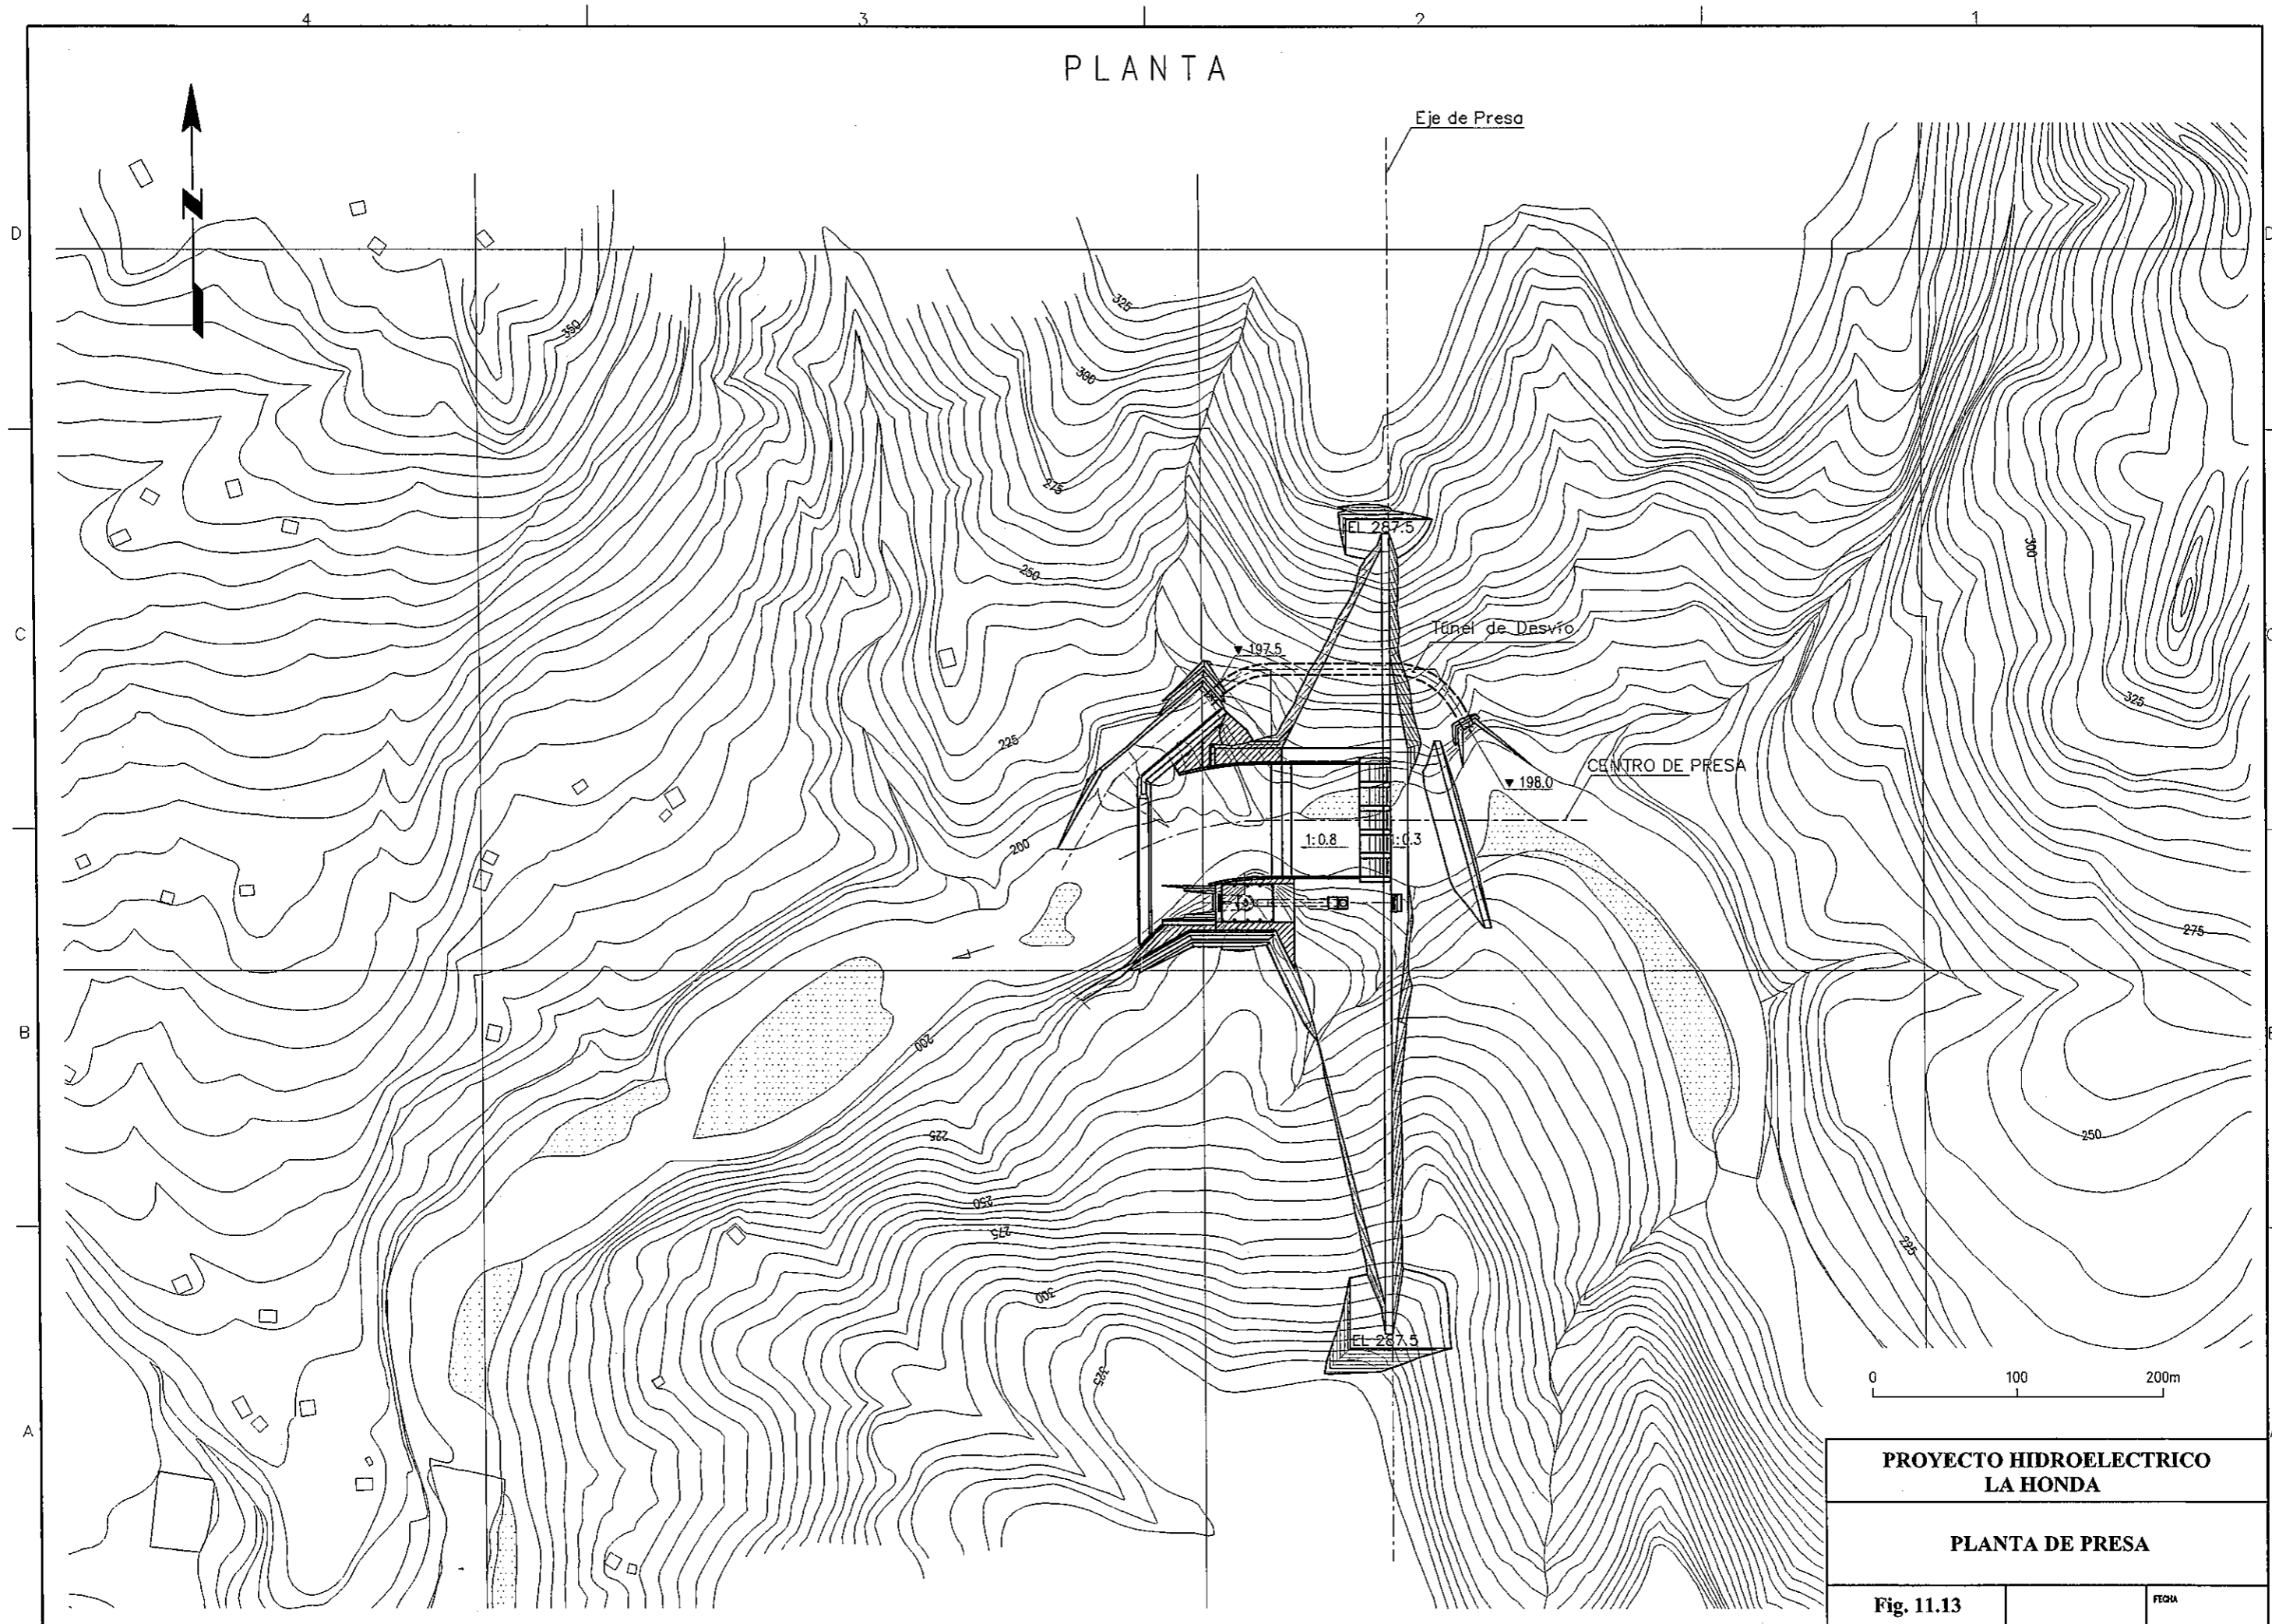 4 3 2 1
PLANTA
Eje de Presa
N
D D
325
350
300
275
EL 287.5
250
300
C C
Túnel de Desvío
197.5
325
225
CENTRO DE PRESA
198.0
200
1:0.8 1:0.3
275
B B
200
225
250
250
275
225
300
EL 287.5
325
0 100 200m
A
PROYECTO HIDROELECTRICO
LA HONDA
PLANTA DE PRESA
Fig. 11.13 FECHA